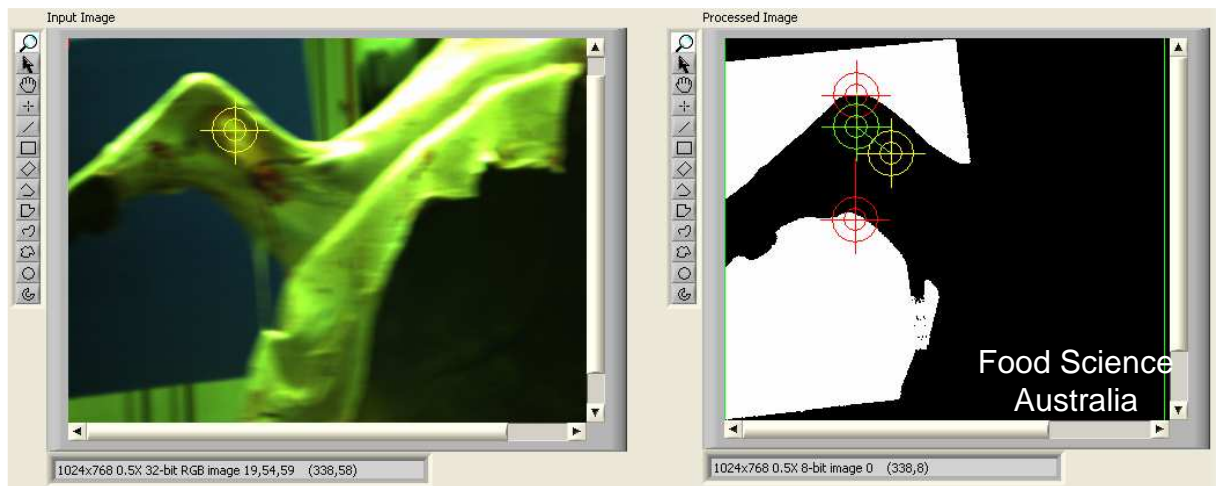 Input Image
Processed Image
Food Science
Australia
1024x768 0.5X 32-bit RGB image 19,54,59 (338,58)
1024x768 0.5X 8-bit image 0 (338,8)